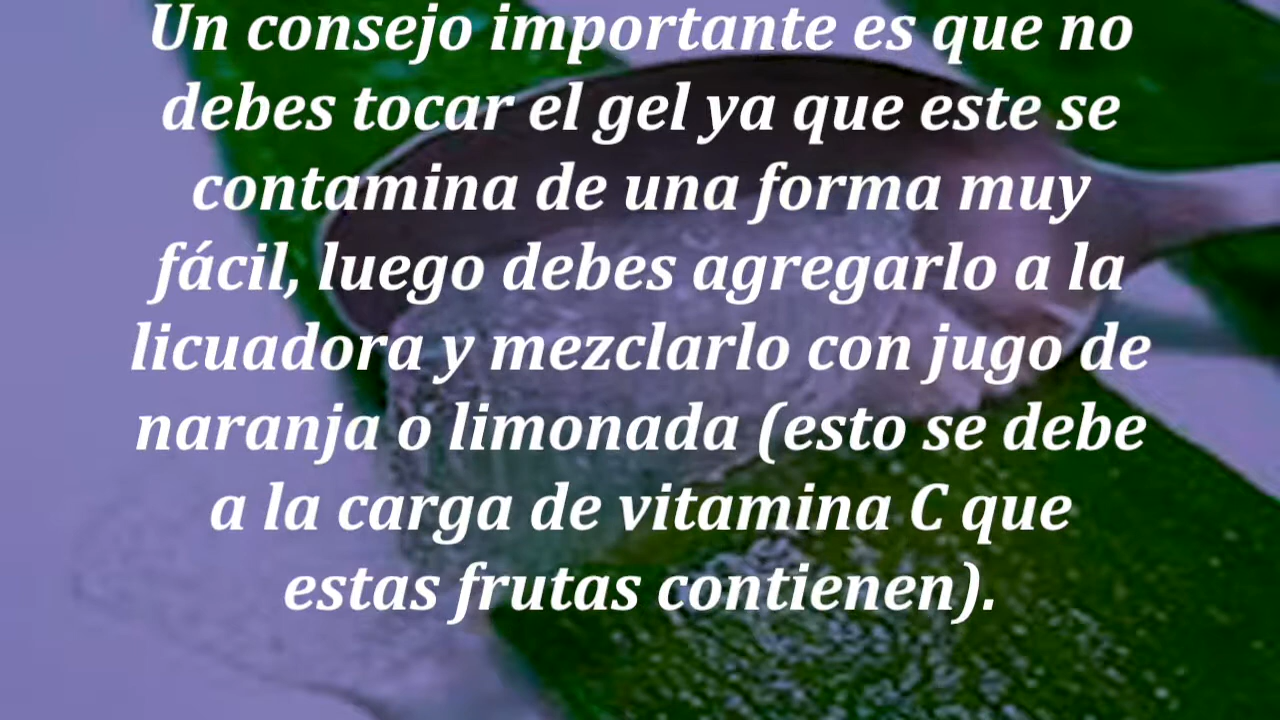 Un consejo importante es que no
debes tocar el gel ya que este se
contamina de una forma muy
fácil, luego debes agregarlo a la
licuadora y mezclarlo con jugo de
naranja o limonada (esto se debe
a la carga de vitamina C que
estas frutas contienen).